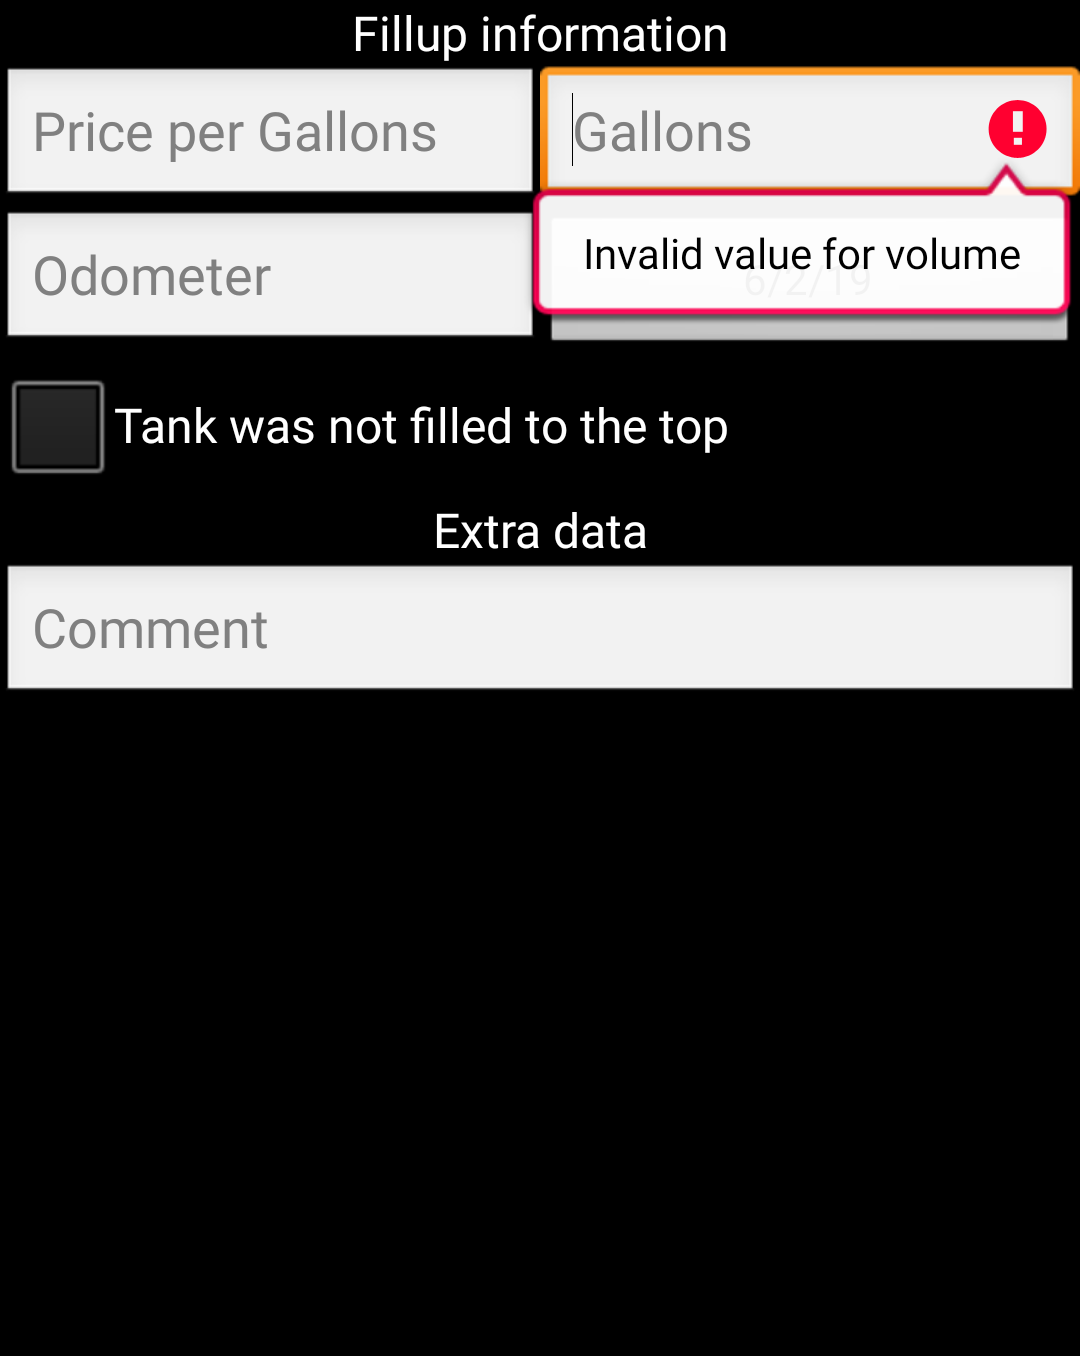 Fillup information
Price per Gallons
Gallons
Odometer
Invalid value for volume
6/2/19
Tank was not filled to the top
Extra data
Comment